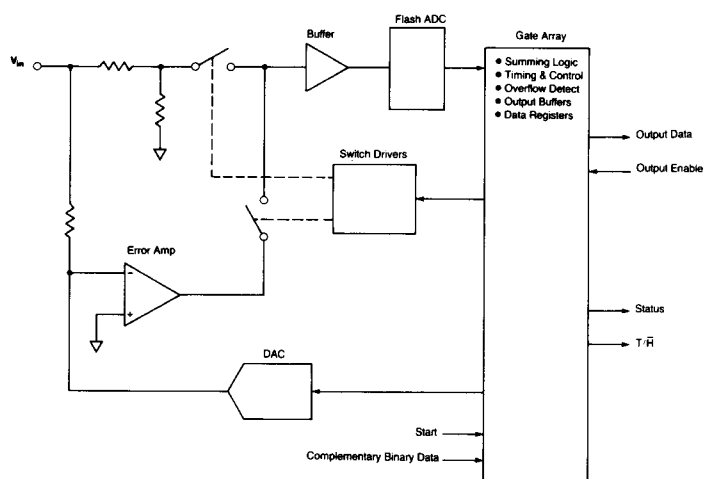 Flash ADC
Gate Array
Buffer
Vin
• Summing Logic
• Timing & Control
• Overflow Detect
• Output Buffers
• Data Registers
Output Data
Switch Drivers
Output Enable
Error Amp
−
+
Status
T/H̅
DAC
Start
Complementary Binary Data